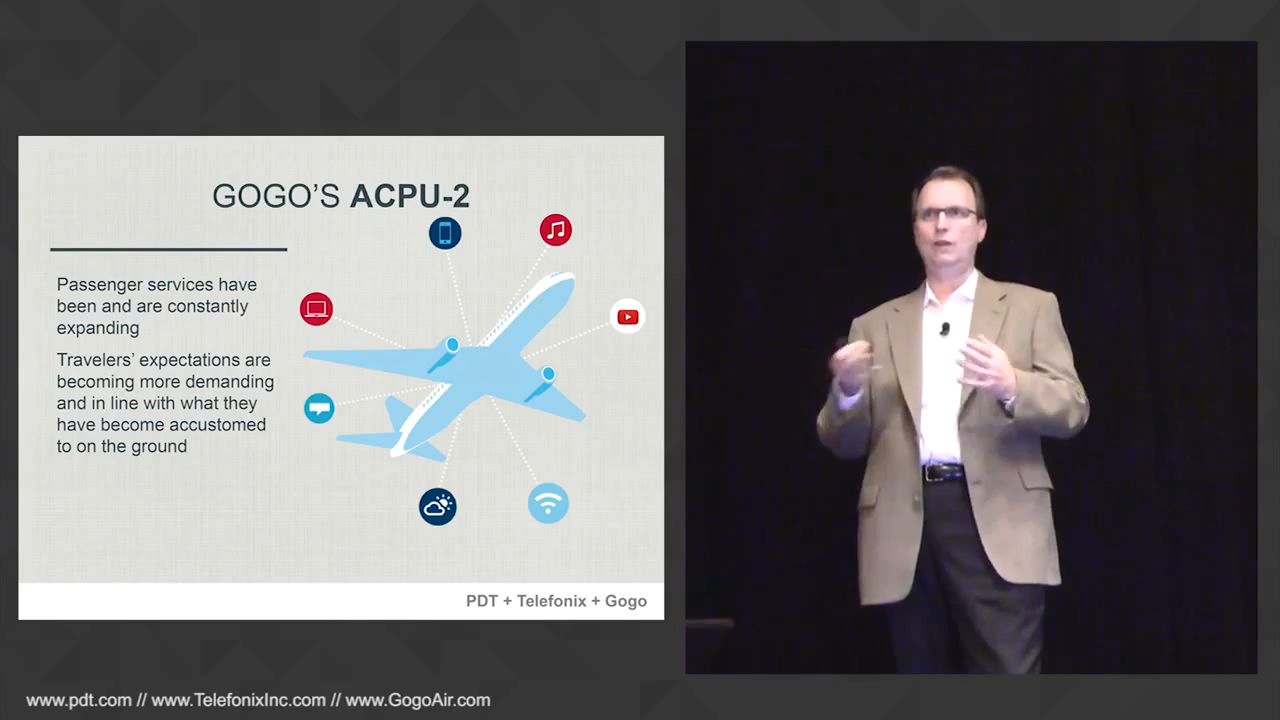 GOGO'S ACPU-2
Passenger services have
been and are constantly
expanding
Travelers' expectations are
becoming more demanding
and in line with what they
have become accustomed
to on the ground
PDT + Telefonix + Gogo
www.pdt.com // www.TelefonixInc.com // www.GogoAir.com